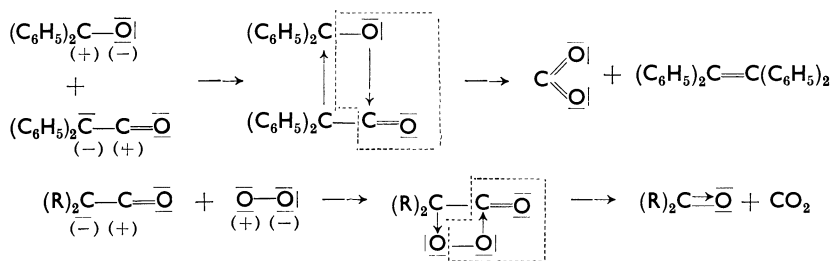 (C6H5)2C—O| ⟶ (C6H5)2C—O| ⟶ C O| O| + (C6H5)2C=C(C6H5)2
(+) (−)
+
(C6H5)2C—C=O (C6H5)2C—C=O
(−) (+)
(R)2C—C=O + O—O| ⟶ (R)2C—C=O ⟶ (R)2C=O + CO2
(−) (+) (+) (−) |O—O|